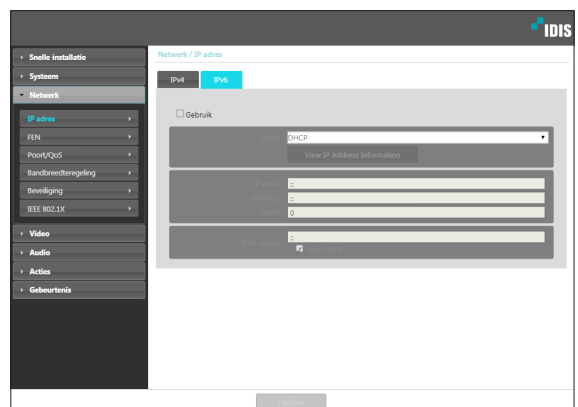 IDIS
Snelle installatie
Systeem
Netwerk
IP adres
FEN
Poort/QoS
Bandbreedteregeling
Beveiliging
IEEE 802.1X
Video
Audio
Acties
Gebeurtenis
Network / IP adres
IPv4 IPv6
Gebruik
DHCP
View IP Address Information
::
::
0
::